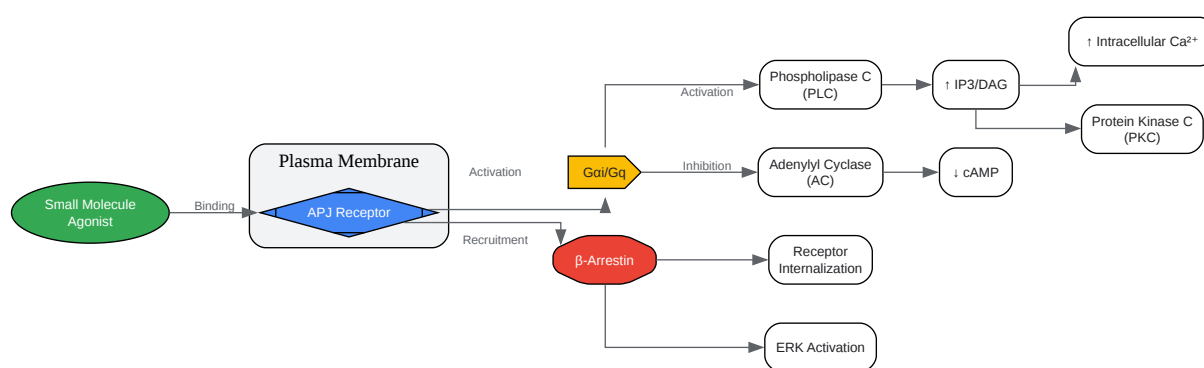 ↑ Intracellular Ca²⁺
Phospholipase C
(PLC)
↑ IP3/DAG
Activation
Protein Kinase C
(PKC)
Plasma Membrane
Activation
Gαi/Gq
Inhibition
Adenylyl Cyclase
(AC)
↓ cAMP
Small Molecule
Agonist
Binding
APJ Receptor
Recruitment
β-Arrestin
Receptor
Internalization
ERK Activation